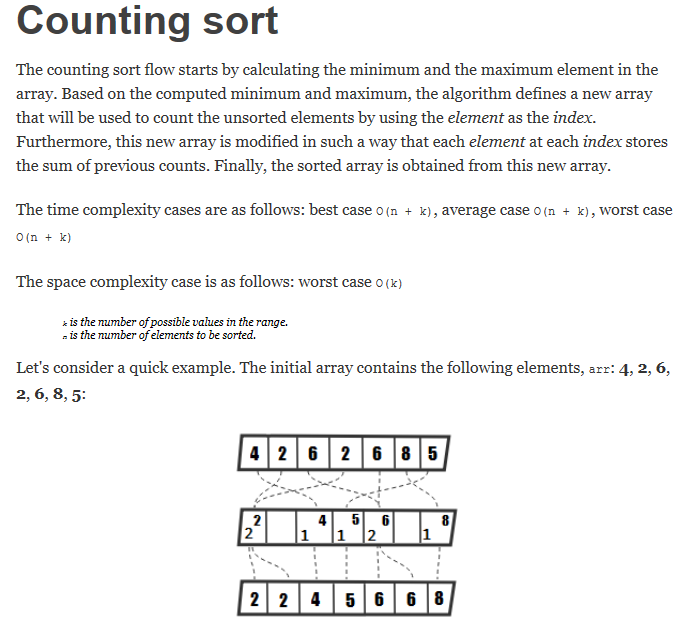 Counting sort
The counting sort flow starts by calculating the minimum and the maximum element in the
array. Based on the computed minimum and maximum, the algorithm defines a new array
that will be used to count the unsorted elements by using the element as the index.
Furthermore, this new array is modified in such a way that each element at each index stores
the sum of previous counts. Finally, the sorted array is obtained from this new array.
The time complexity cases are as follows: best case O(n + k), average case O(n + k), worst case
O(n + k)
The space complexity case is as follows: worst case O(k)
k is the number of possible values in the range.
n is the number of elements to be sorted.
Let's consider a quick example. The initial array contains the following elements, arr: 4, 2, 6,
2, 6, 8, 5:
4 2 6 2 6 8 5
2 4 5 6 8
2 1 1 2 1
2 2 4 5 6 6 8